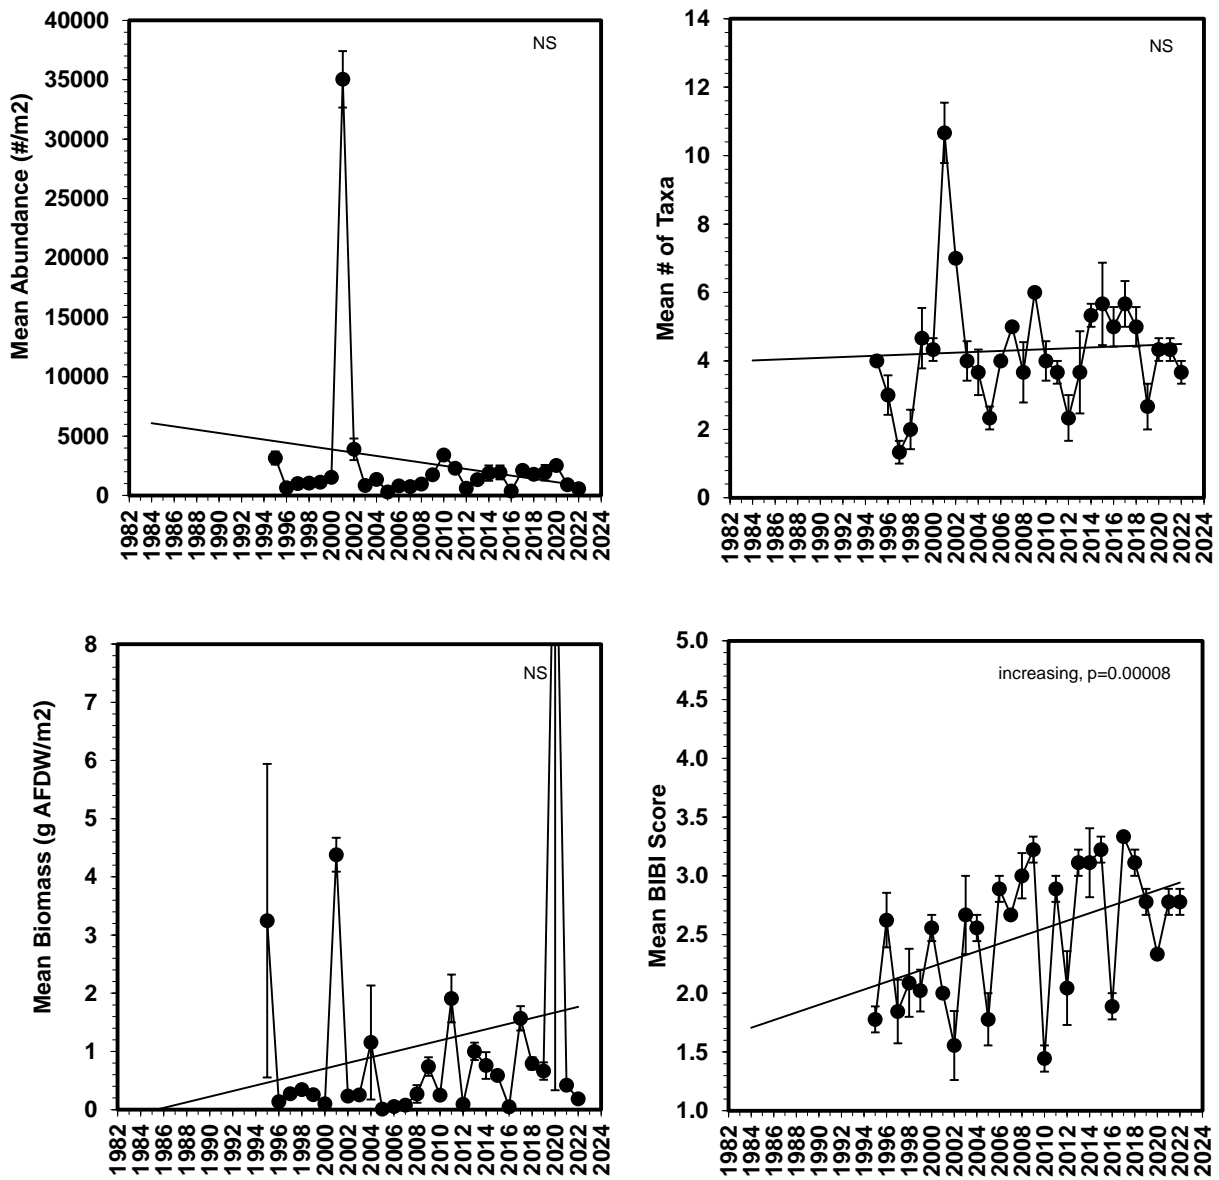 Mean Abundance (#/m2)
40000
35000
30000
25000
20000
15000
10000
5000
0
NS
1982 1984 1986 1988 1990 1992 1994 1996 1998 2000 2002 2004 2006 2008 2010 2012 2014 2016 2018 2020 2022 2024
Mean # of Taxa
14
12
10
8
6
4
2
0
NS
1982 1984 1986 1988 1990 1992 1994 1996 1998 2000 2002 2004 2006 2008 2010 2012 2014 2016 2018 2020 2022 2024
Mean Biomass (g AFDW/m2)
8
7
6
5
4
3
2
1
0
NS
1982 1984 1986 1988 1990 1992 1994 1996 1998 2000 2002 2004 2006 2008 2010 2012 2014 2016 2018 2020 2022 2024
Mean BIBI Score
5.0
4.5
4.0
3.5
3.0
2.5
2.0
1.5
1.0
increasing, p=0.00008
1982 1984 1986 1988 1990 1992 1994 1996 1998 2000 2002 2004 2006 2008 2010 2012 2014 2016 2018 2020 2022 2024